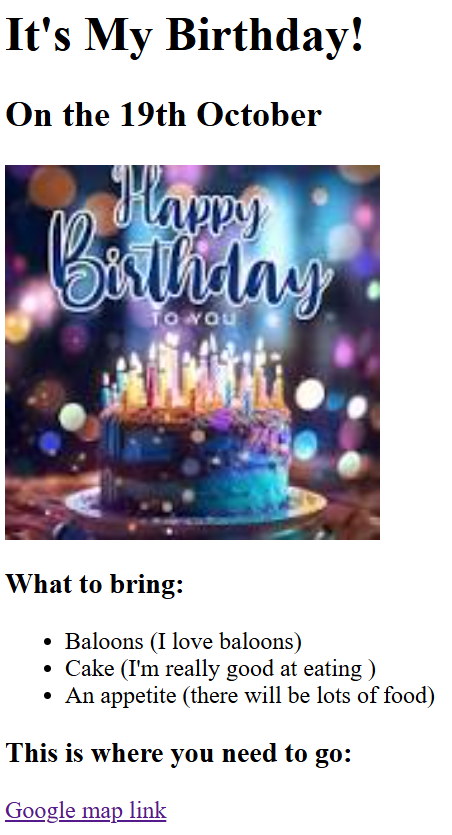 It's My Birthday!
On the 19th October
Happy
Birthday
TO YOU
What to bring:
• Baloons (I love baloons)
• Cake (I'm really good at eating )
• An appetite (there will be lots of food)
This is where you need to go:
Google map link